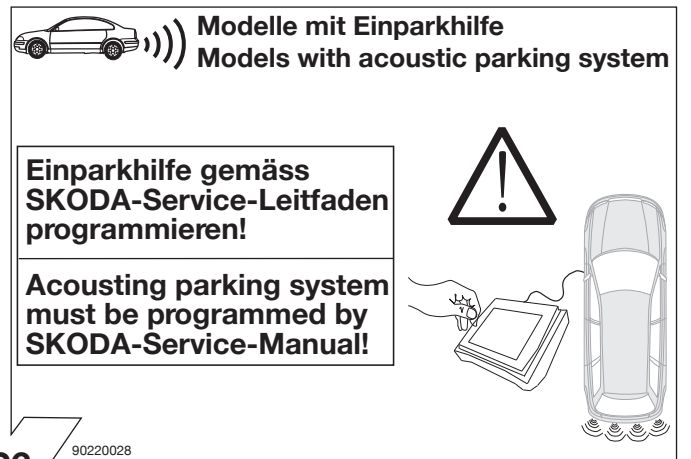 Modelle mit Einparkhilfe
Models with acoustic parking system
Einparkhilfe gemäss
SKODA-Service-Leitfaden
programmieren!
Acousting parking system
must be programmed by
SKODA-Service-Manual!
90220028